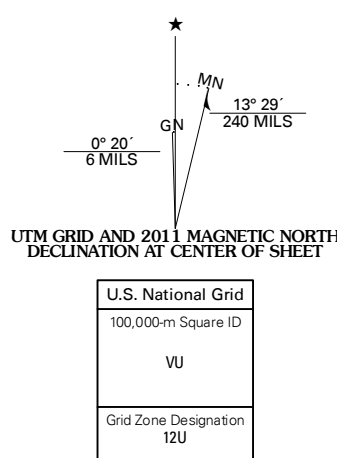 ★
MN
GN
13° 29´
240 MILS
0° 20´
6 MILS
UTM GRID AND 2011 MAGNETIC NORTH
DECLINATION AT CENTER OF SHEET
U.S. National Grid
100,000-m Square ID
VU
Grid Zone Designation
12U